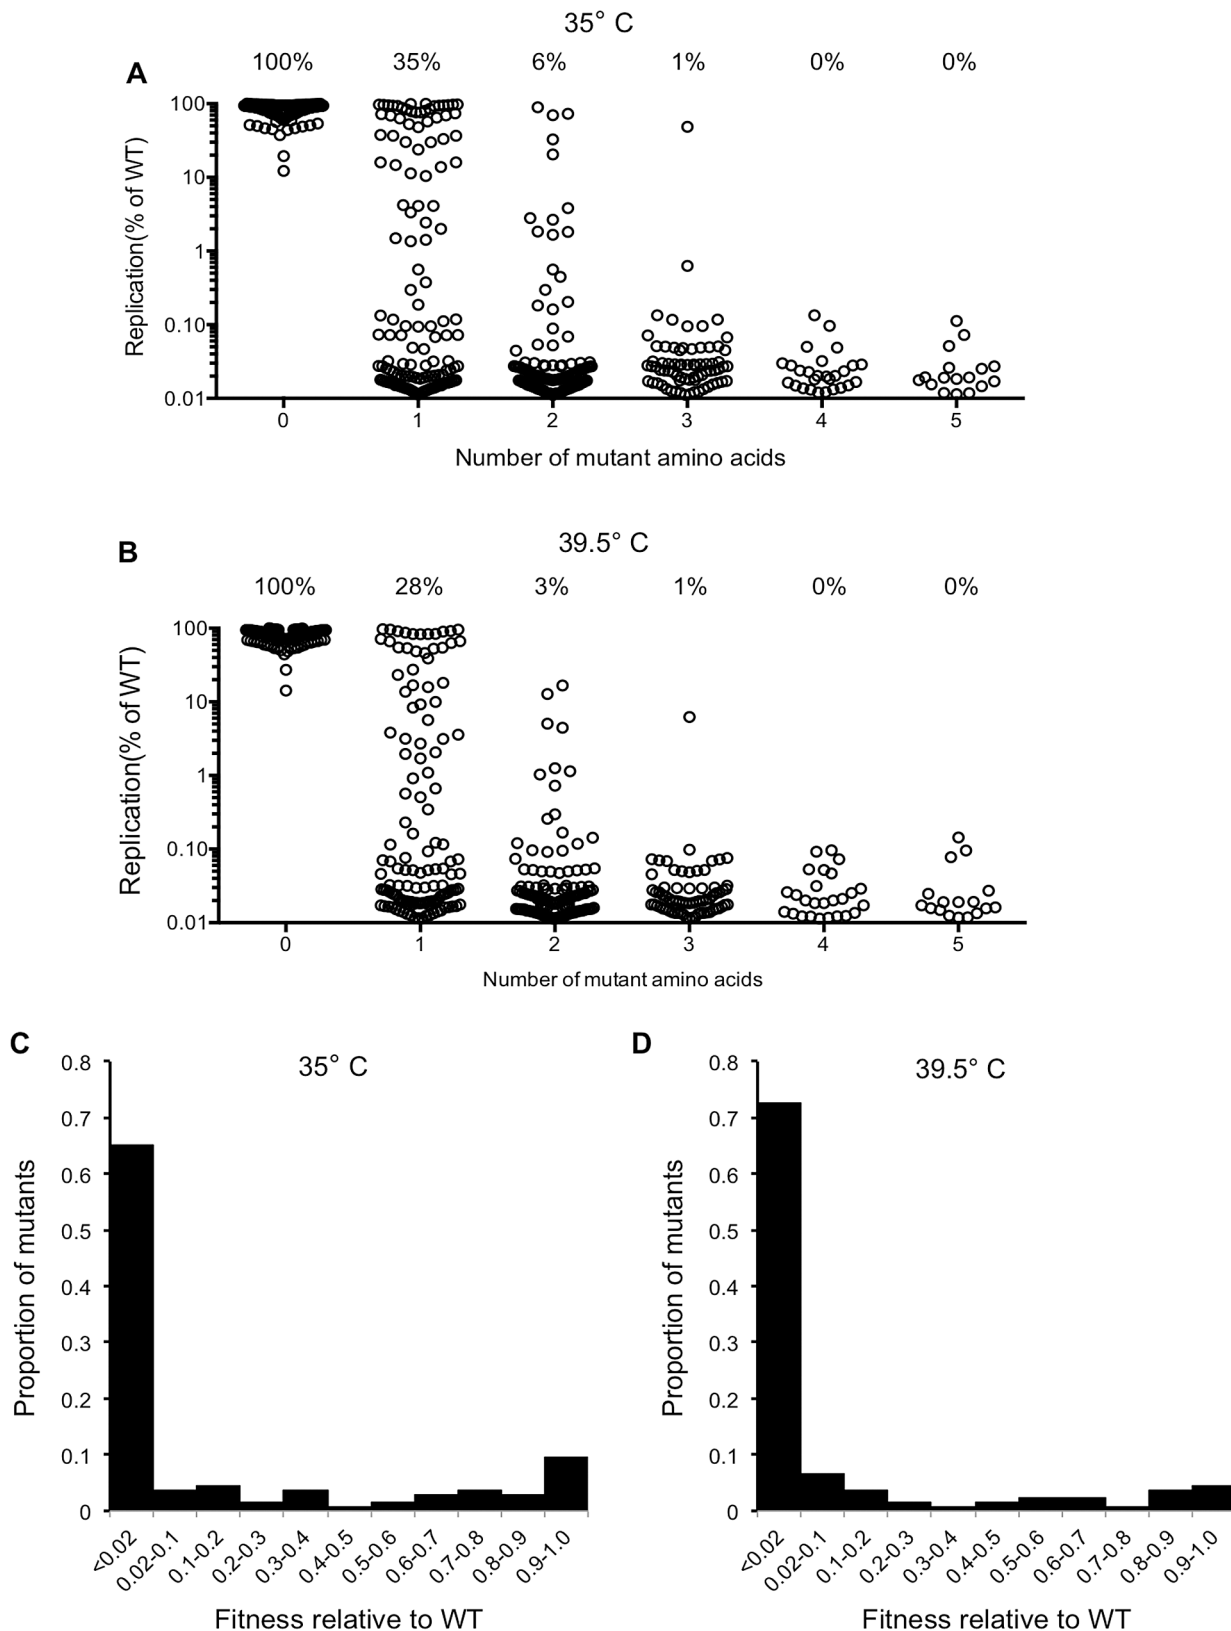 35° C
A
100% 35% 6% 1% 0% 0%
Replication(% of WT)
100
10
1
0.10
0.01
0 1 2 3 4 5
Number of mutant amino acids
39.5° C
B
100% 28% 3% 1% 0% 0%
Replication(% of WT)
100
10
1
0.10
0.01
0 1 2 3 4 5
Number of mutant amino acids
C
35° C
Proportion of mutants
0.8
0.7
0.6
0.5
0.4
0.3
0.2
0.1
0
<0.02 0.02-0.1 0.1-0.2 0.2-0.3 0.3-0.4 0.4-0.5 0.5-0.6 0.6-0.7 0.7-0.8 0.8-0.9 0.9-1.0
Fitness relative to WT
D
39.5° C
Proportion of mutants
0.8
0.7
0.6
0.5
0.4
0.3
0.2
0.1
0
<0.02 0.02-0.1 0.1-0.2 0.2-0.3 0.3-0.4 0.4-0.5 0.5-0.6 0.6-0.7 0.7-0.8 0.8-0.9 0.9-1.0
Fitness relative to WT